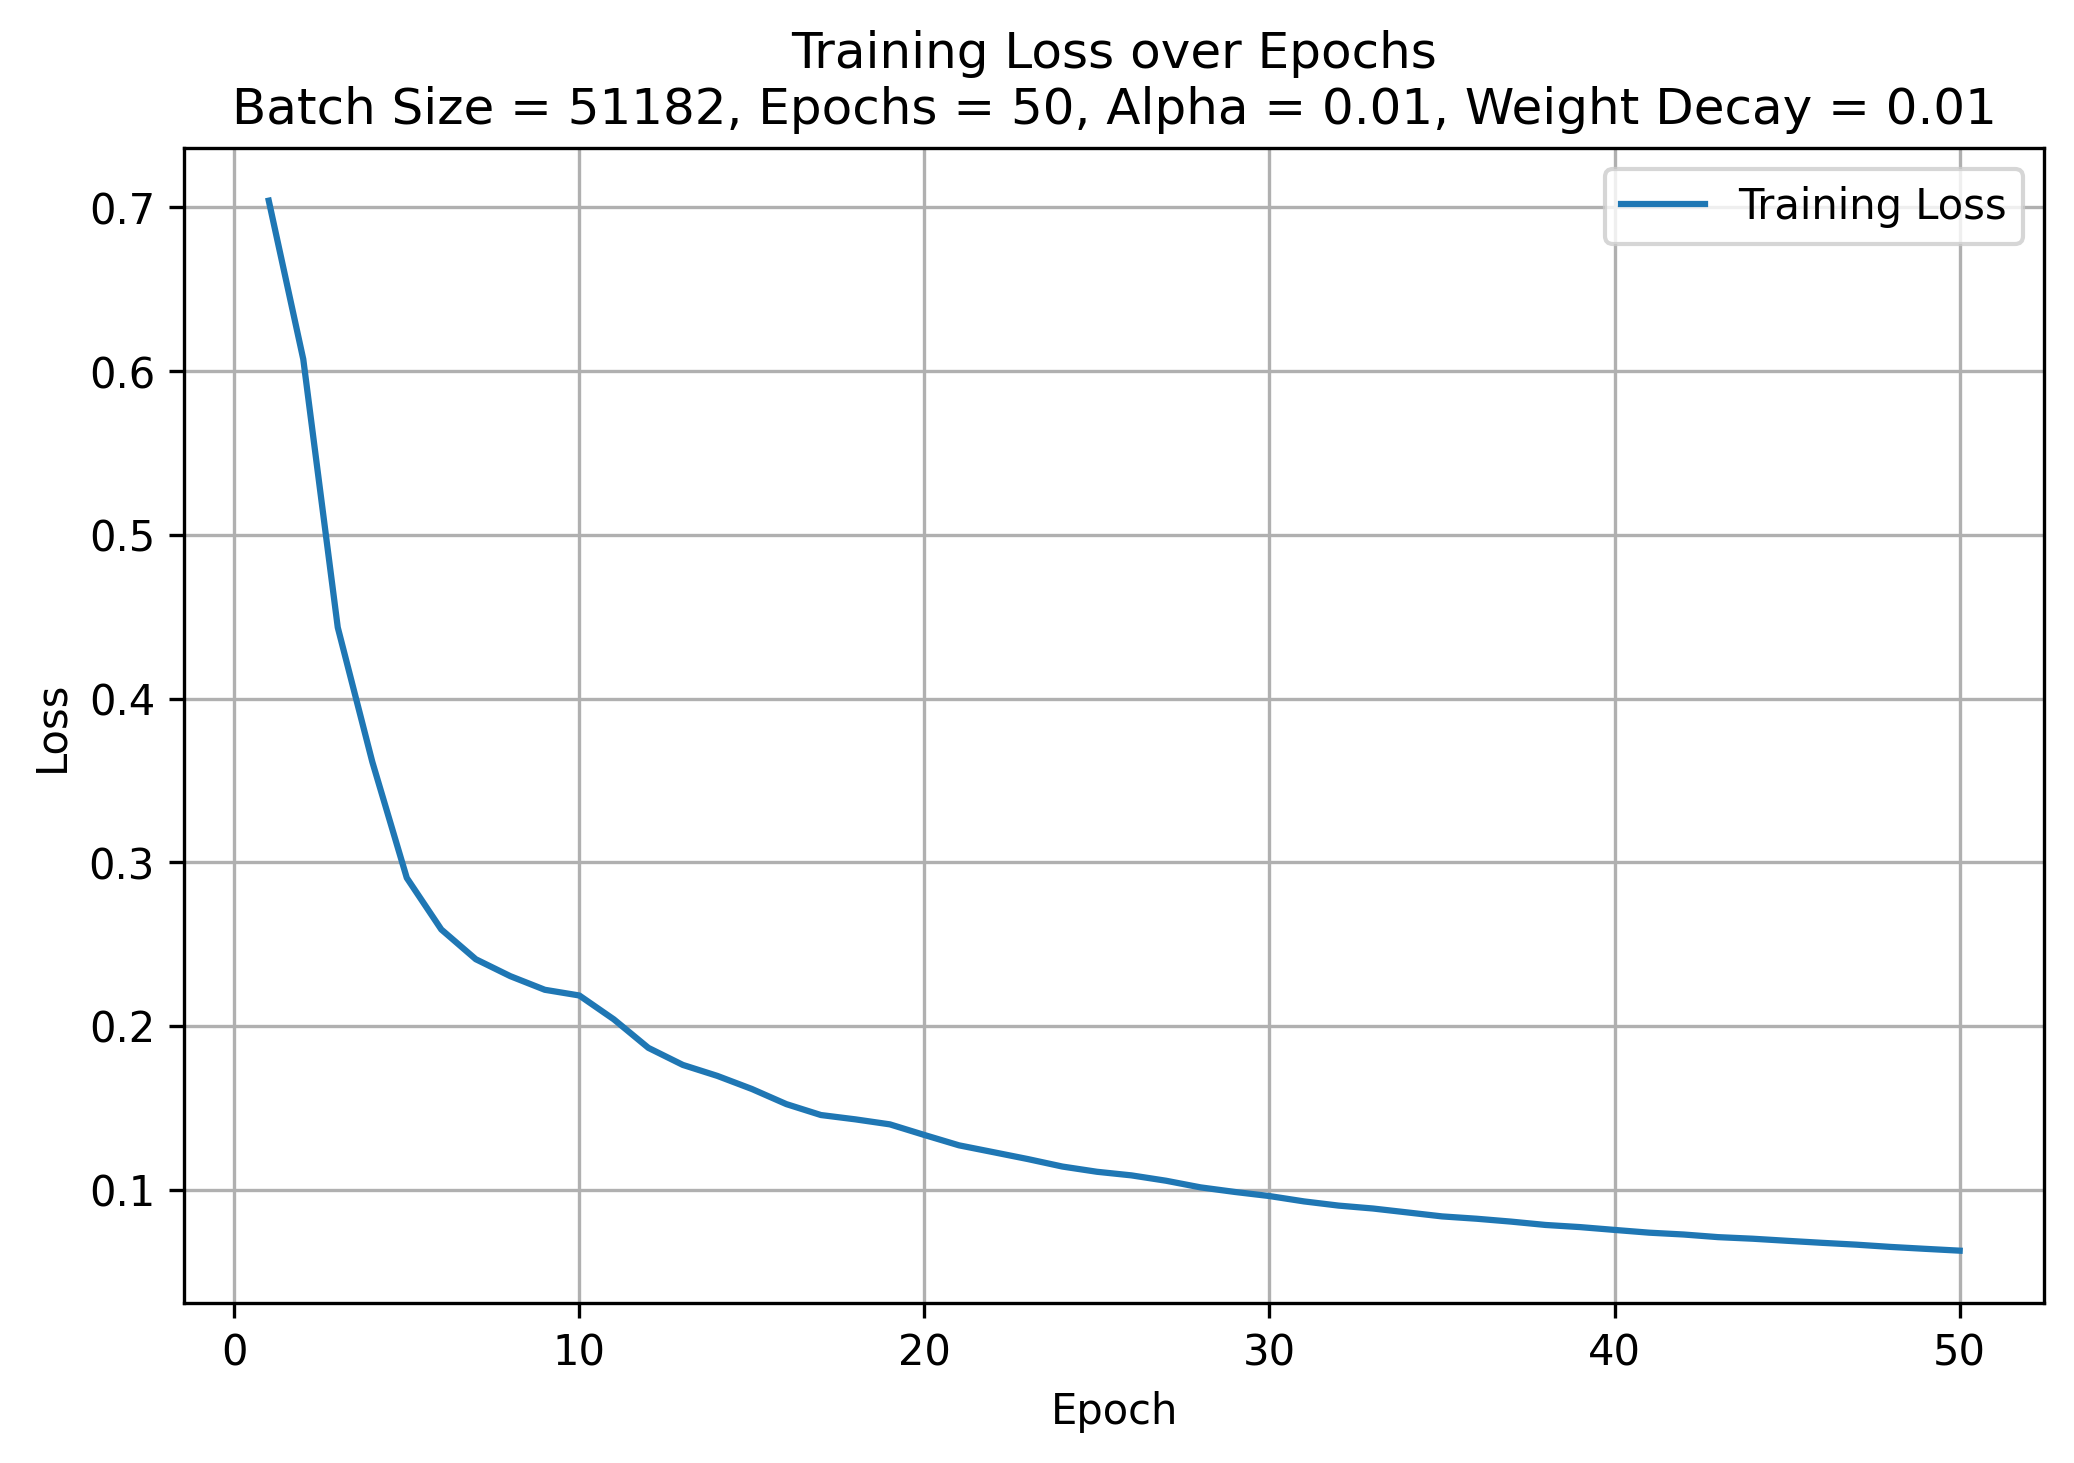 Training Loss over Epochs
Batch Size = 51182, Epochs = 50, Alpha = 0.01, Weight Decay = 0.01
Training Loss
0.7
0.6
0.5
0.4
0.3
0.2
0.1
Loss
0 10 20 30 40 50
Epoch